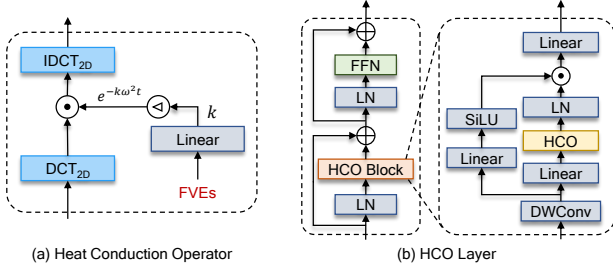 IDCT2D
e^{-kω²t}
k
Linear
DCT2D
FVEs
(a) Heat Conduction Operator
FFN
LN
HCO Block
LN
Linear
LN
SiLU
HCO
Linear
Linear
DWConv
(b) HCO Layer